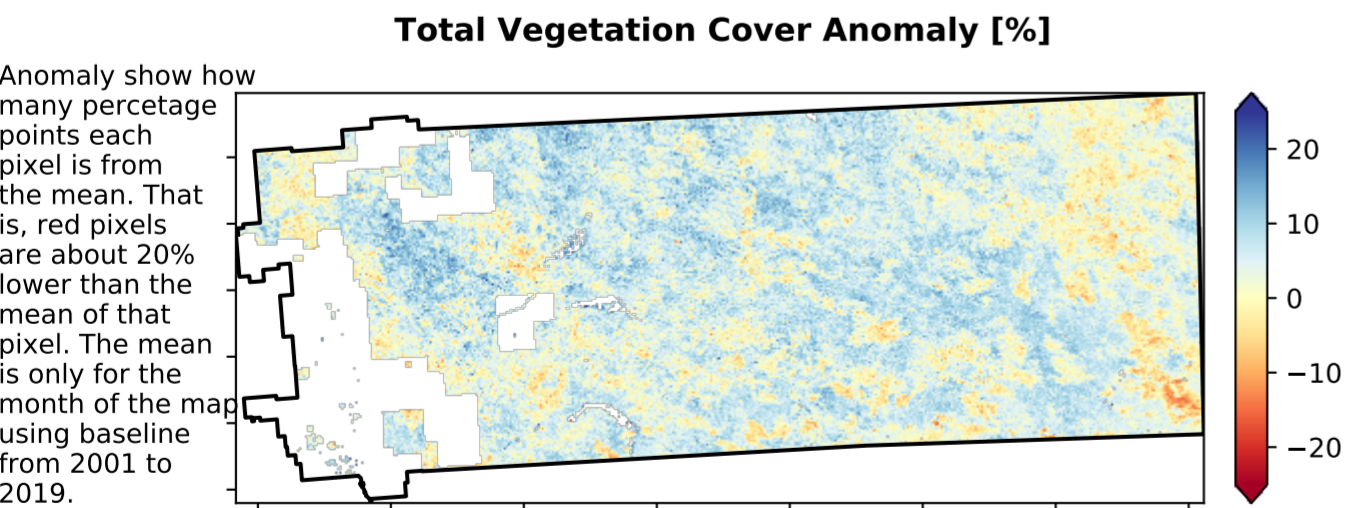 Total Vegetation Cover Anomaly [%]
Anomaly show how
many percetage
points each
pixel is from
the mean. That
is, red pixels
are about 20%
lower than the
mean of that
pixel. The mean
is only for the
month of the map
using baseline
from 2001 to
2019.
20
10
0
−10
−20